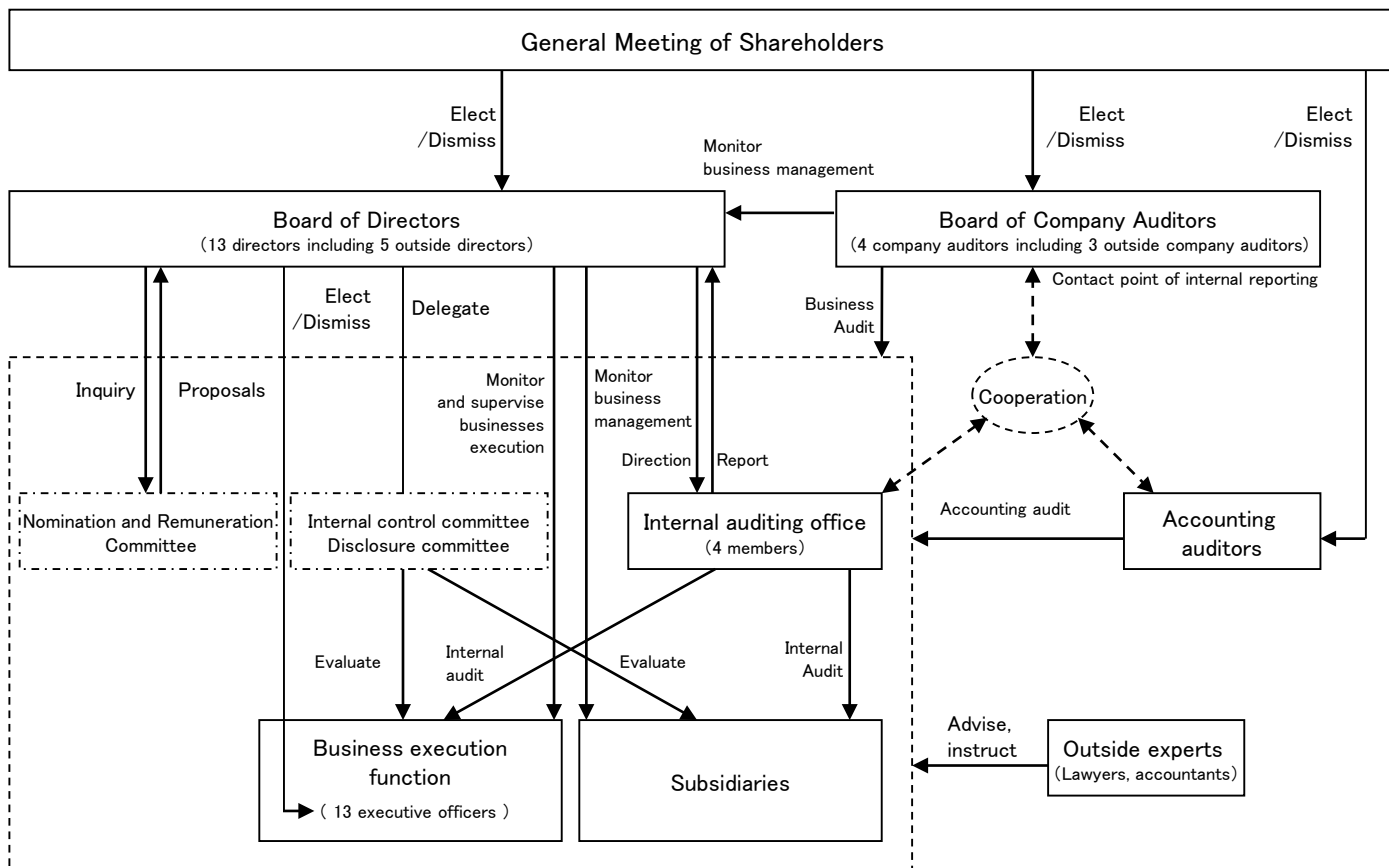 General Meeting of Shareholders
Elect
/Dismiss
Elect
/Dismiss
Elect
/Dismiss
Monitor
business management
Board of Directors
(13 directors including 5 outside directors)
Board of Company Auditors
(4 company auditors including 3 outside company auditors)
Contact point of internal reporting
Elect
/Dismiss
Delegate
Business
Audit
Inquiry
Proposals
Monitor
and supervise
businesses
execution
Monitor
business
management
Direction
Report
Cooperation
Nomination and Remuneration
Committee
Internal control committee
Disclosure committee
Internal auditing office
(4 members)
Accounting audit
Accounting
auditors
Evaluate
Internal
audit
Evaluate
Internal
Audit
Business execution
function
( 13 executive officers )
Subsidiaries
Advise,
instruct
Outside experts
(Lawyers, accountants)